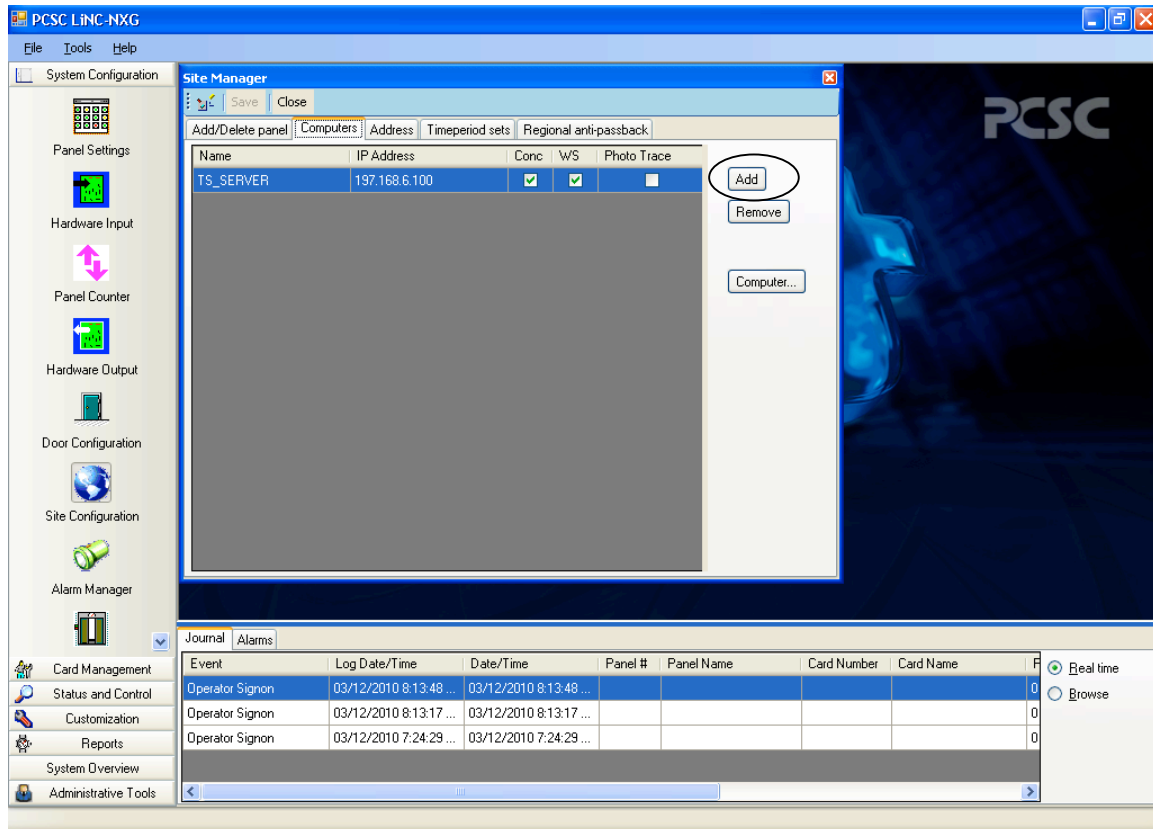 PCSC LiNC-NXG
File Tools Help
System Configuration
Panel Settings
Hardware Input
Panel Counter
Hardware Output
Door Configuration
Site Configuration
Alarm Manager
Card Management
Status and Control
Customization
Reports
System Overview
Administrative Tools
Site Manager
Save Close
Add/Delete panel Computers Address Timeperiod sets Regional anti-passback
Name IP Address Conc WS Photo Trace
TS_SERVER 197.168.6.100
Add
Remove
Computer...
PCSC
Journal Alarms
Event Log Date/Time Date/Time Panel # Panel Name Card Number Card Name
Operator Signon 03/12/2010 8:13:48 ... 03/12/2010 8:13:48 ... 0
Operator Signon 03/12/2010 8:13:17 ... 03/12/2010 8:13:17 ... 0
Operator Signon 03/12/2010 7:24:29 ... 03/12/2010 7:24:29 ... 0
Real time
Browse